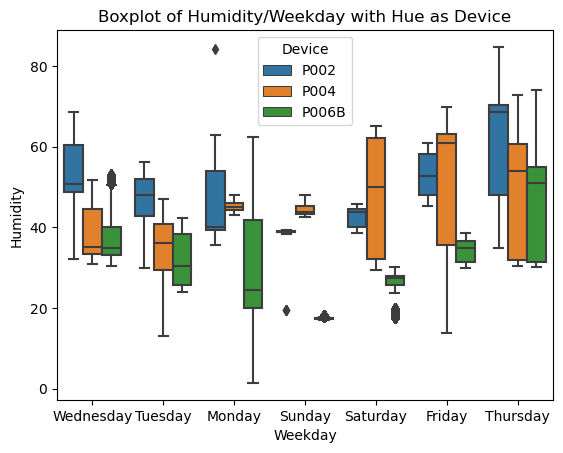 Boxplot of Humidity/Weekday with Hue as Device
Device
P002
P004
P006B
Humidity
80
60
40
20
0
Wednesday Tuesday Monday Sunday Saturday Friday Thursday
Weekday